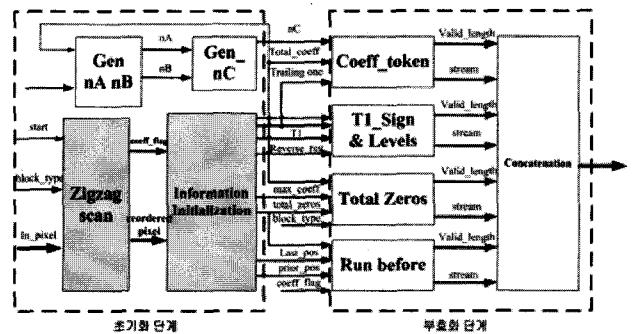 Gen
nA nB
nA
nB
Gen_
nC
nC
Total_coeff
Trailing one
Coeff_token
Valid_length
stream
start
block_type
In_pixel
Zigzag
scan
coeff_flag
reordered
pixel
Information
Initialization
T1
T1_Sign
& Levels
Valid_length
stream
Concatenation
max_coeff
total_zeros
block_type
Total Zeros
Valid_length
stream
Last_pos
prior_pos
coeff_flag
Run before
Valid_length
stream
초기화 단계
부호화 단계